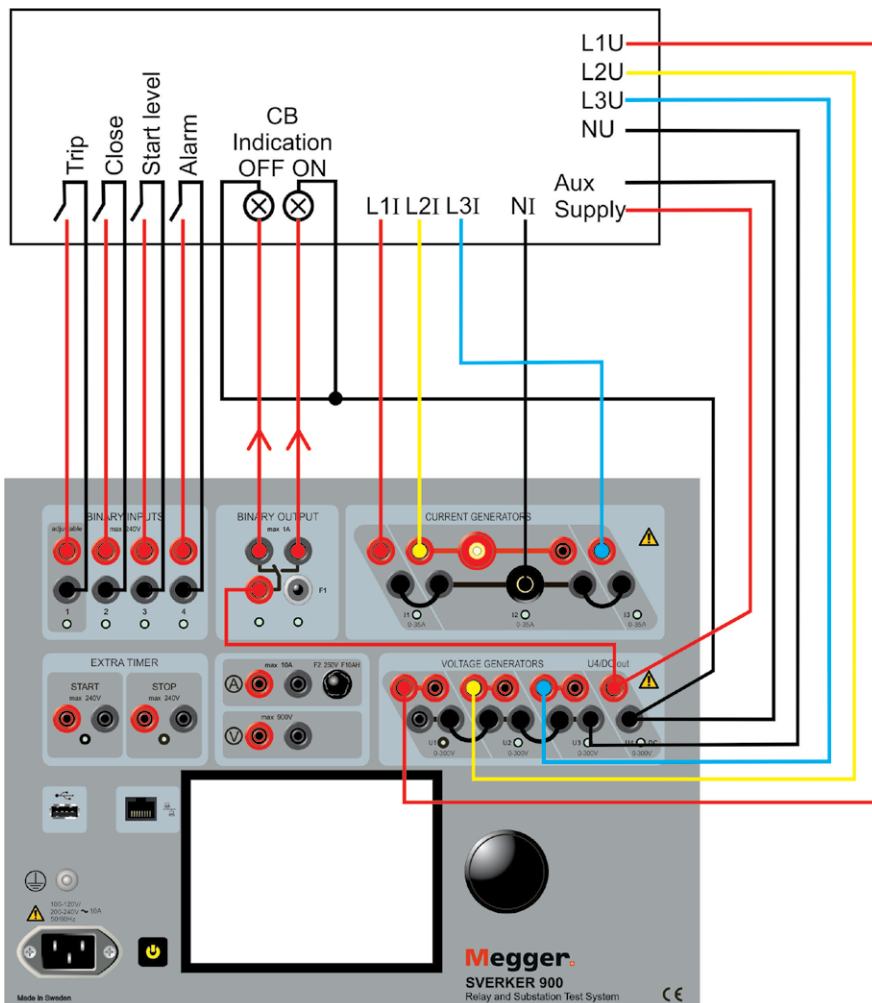 L1U
L2U
L3U
NU
Aux
Supply
CB
Indication
OFF ON
Trip
Close
Start level
Alarm
L1I L2I L3I NI
BINARY INPUTS
adjustable max 240V
1 2 3 4
BINARY OUTPUT
max 1A
F1
CURRENT GENERATORS
I1 I2 I3
0-35A 0-35A 0-35A
EXTRA TIMER
START STOP
max 240V max 240V
max 10A F2 250V F10AH
A
max 900V
V
VOLTAGE GENERATORS U4/DC out
U1 U2 U3
0-300V 0-300V 0-300V 0-300V
100-120V/
200-240V ~ 10A
50/60Hz
Made in Sweden
Megger.
SVERKER 900
Relay and Substation Test System
CE